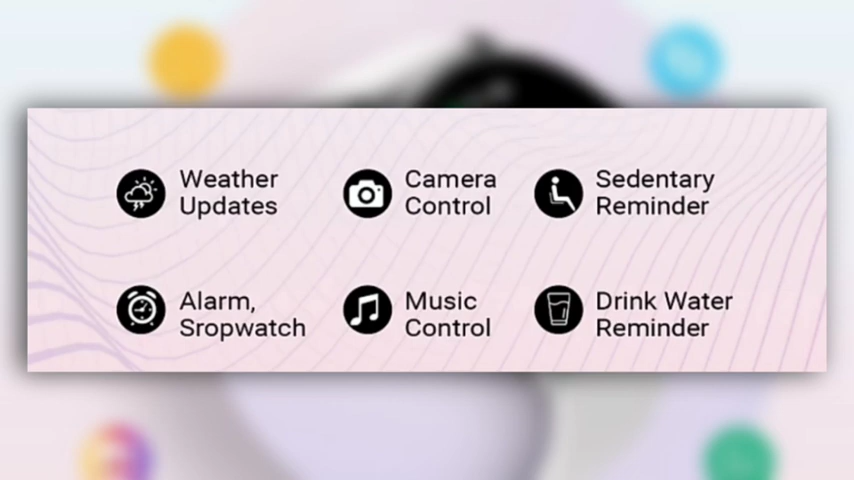 Weather
Updates
Camera
Control
Sedentary
Reminder
Alarm,
Sropwatch
Music
Control
Drink Water
Reminder